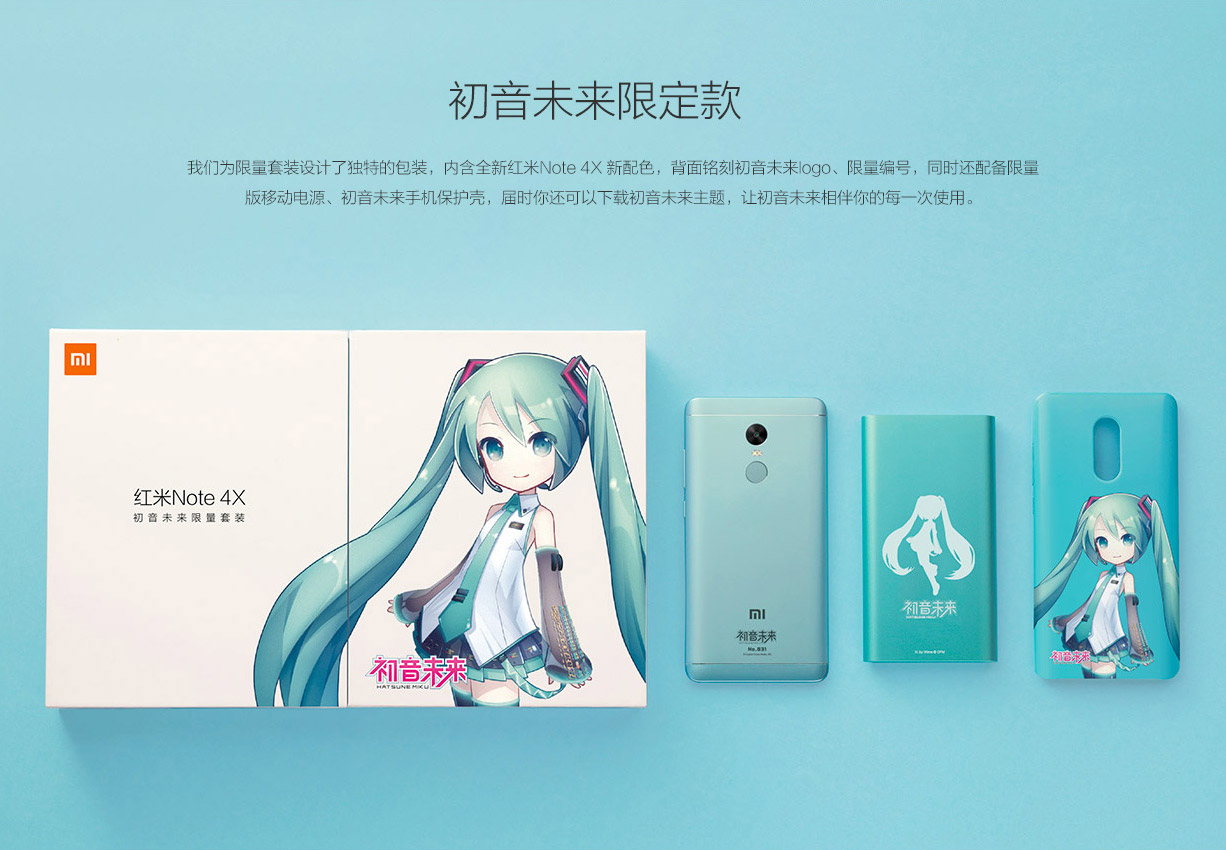 初音未来限定款
我们为限量套装设计了独特的包装，内含全新红米Note 4X 新配色，背面铭刻初音未来logo、限量编号，同时还配备限量
版移动电源、初音未来手机保护壳，届时你还可以下载初音未来主题，让初音未来相伴你的每一次使用。
mi
红米Note 4X
初音未来限量套装
初音未来
HATSUNE MIKU
mi
初音未来
初音未来
HATSUNE MIKU
初音未来